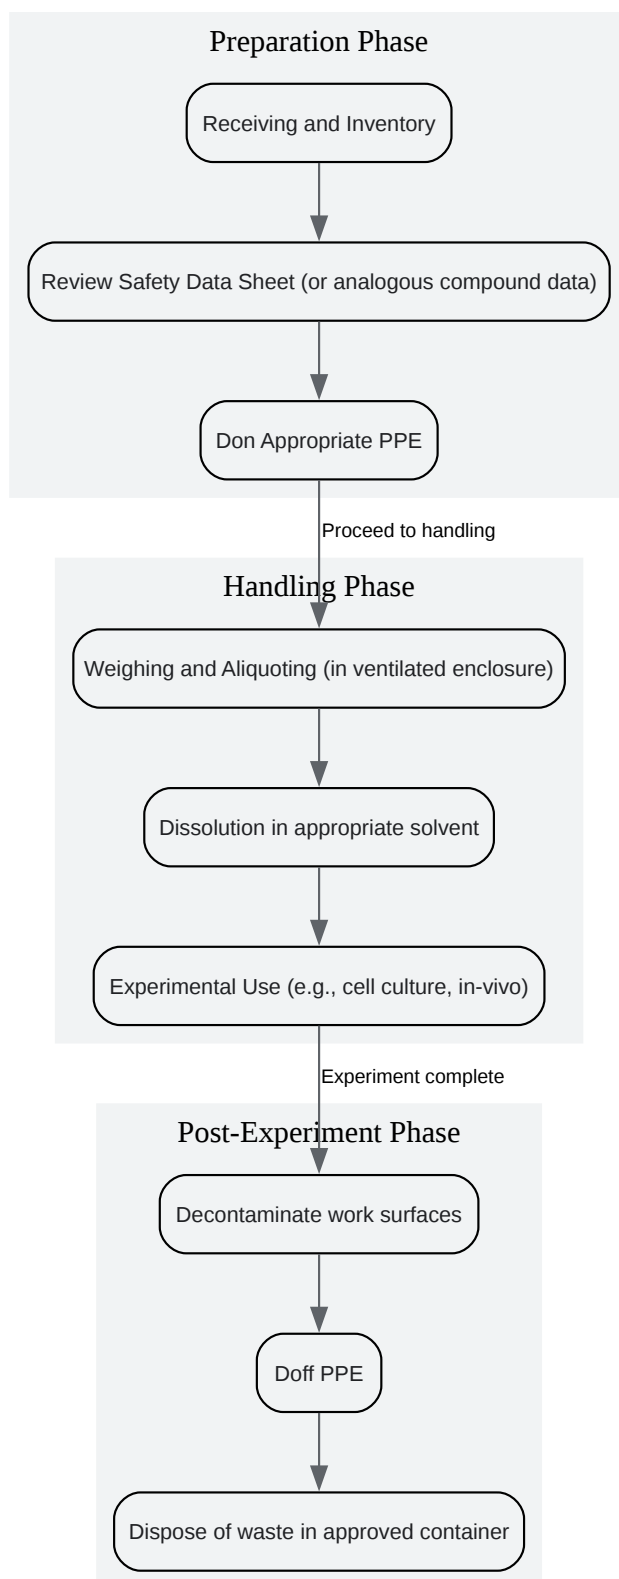 Preparation Phase
Receiving and Inventory
Review Safety Data Sheet (or analogous compound data)
Don Appropriate PPE
Proceed to handling
Handling Phase
Weighing and Aliquoting (in ventilated enclosure)
Dissolution in appropriate solvent
Experimental Use (e.g., cell culture, in-vivo)
Experiment complete
Post-Experiment Phase
Decontaminate work surfaces
Doff PPE
Dispose of waste in approved container